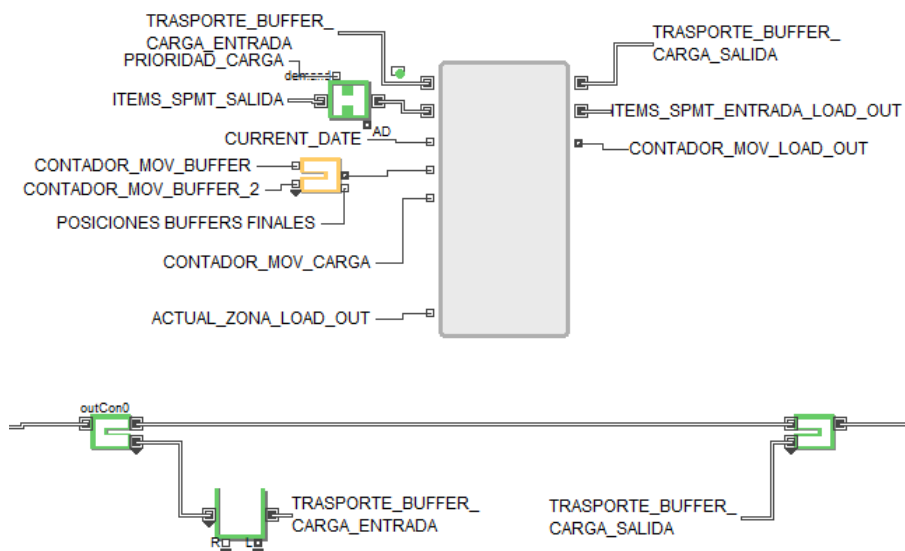 TRASPORTE_BUFFER_
CARGA_ENTRADA
PRIORIDAD_CARGA
demand
ITEMS_SPMT_SALIDA
AD
CURRENT_DATE
CONTADOR_MOV_BUFFER
CONTADOR_MOV_BUFFER_2
POSICIONES BUFFERS FINALES
CONTADOR_MOV_CARGA
ACTUAL_ZONA_LOAD_OUT
TRASPORTE_BUFFER_
CARGA_SALIDA
ITEMS_SPMT_ENTRADA_LOAD_OUT
CONTADOR_MOV_LOAD_OUT
outCon0
TRASPORTE_BUFFER_
CARGA_ENTRADA
R L
TRASPORTE_BUFFER_
CARGA_SALIDA